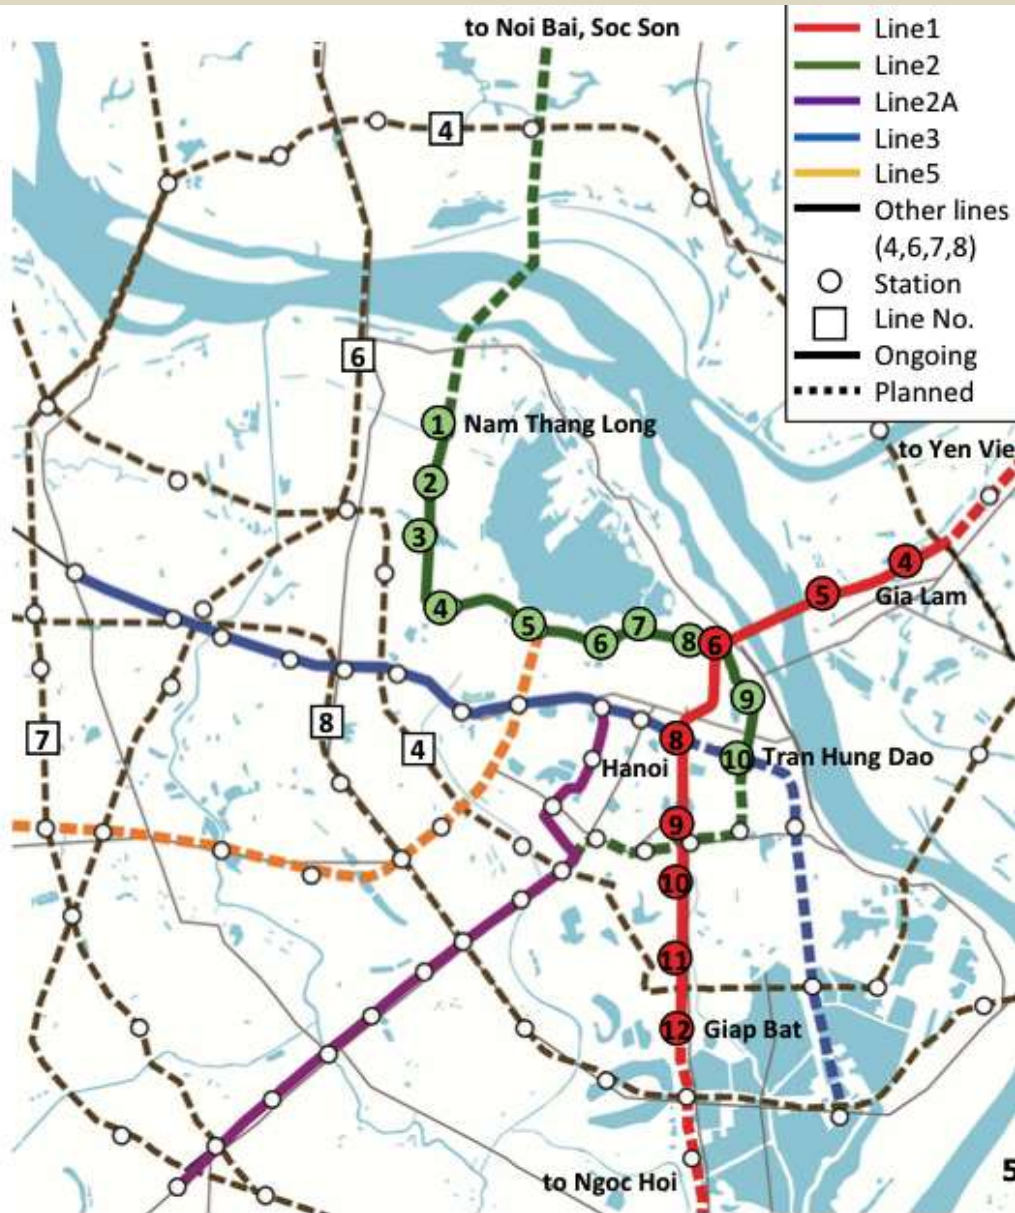 to Noi Bai, Soc Son
Line1
Line2
Line2A
Line3
Line5
Other lines
(4,6,7,8)
Station
Line No.
Ongoing
Planned
4
6
1 Nam Thang Long
to Yen Vie
2
3
4
5
4
Gia Lam
5
6
7
8
6
9
7
8
4
8
10 Tran Hung Dao
Hanoi
9
10
11
12 Giap Bat
to Ngoc Hoi
5